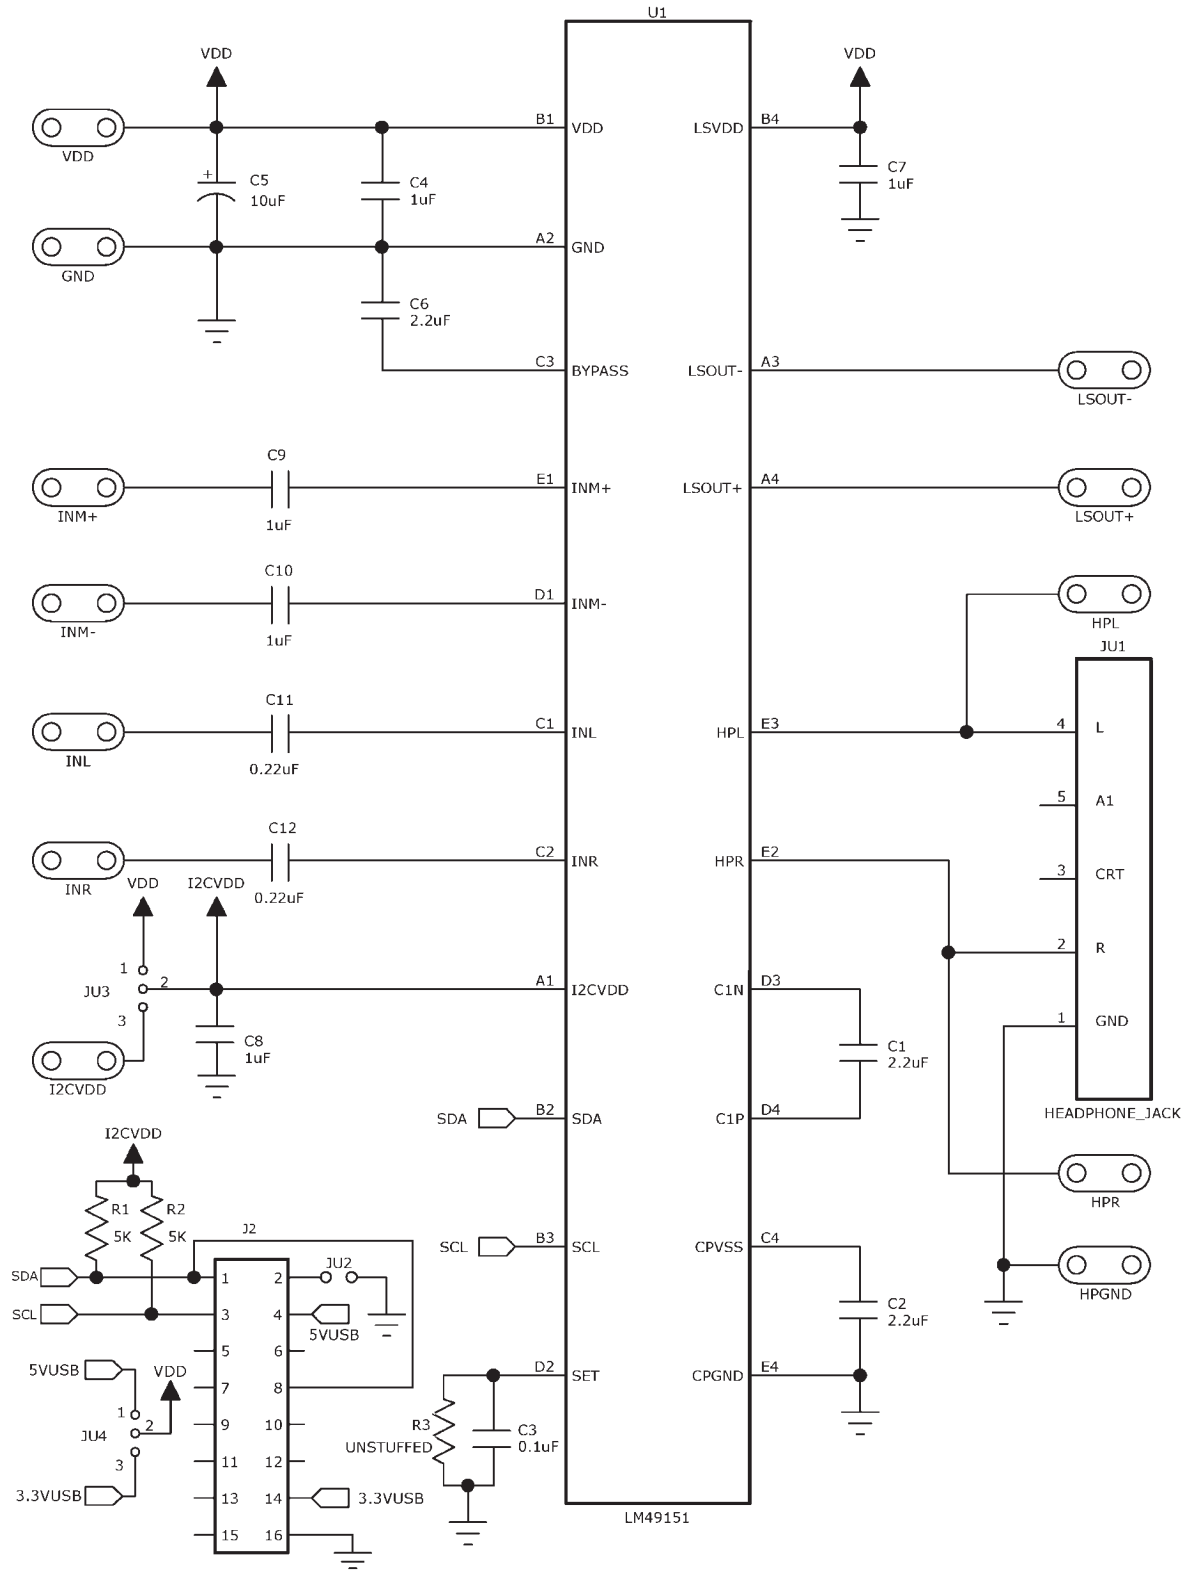 U1
VDD
VDD
B1
VDD
LSVDD
B4
VDD
C5
+
10uF
C4
1uF
C7
1uF
A2
GND
GND
C6
2.2uF
C3
BYPASS
LSOUT-
A3
LSOUT-
C9
E1
INM+
LSOUT+
A4
INM+
1uF
LSOUT+
C10
D1
INM-
INM-
1uF
HPL
JU1
C11
C1
INL
HPL
E3
4
L
INL
0.22uF
5
A1
C12
C2
INR
HPR
E2
3
CRT
INR
VDD
I2CVDD
0.22uF
2
R
1
2
JU3
3
A1
I2CVDD
C1N
D3
1
GND
C8
1uF
C1
2.2uF
I2CVDD
SDA
B2
SDA
C1P
D4
HEADPHONE_JACK
I2CVDD
R1
5K
R2
5K
HPR
J2
SCL
B3
SCL
CPVSS
C4
SDA
1
2
JU2
HPGND
SCL
3
4
5VUSB
C2
2.2uF
5
6
5VUSB
VDD
7
8
D2
SET
CPGND
E4
1
2
JU4
3
9
10
R3
UNSTUFFED
C3
0.1uF
11
12
3.3VUSB
13
14
3.3VUSB
LM49151
15
16